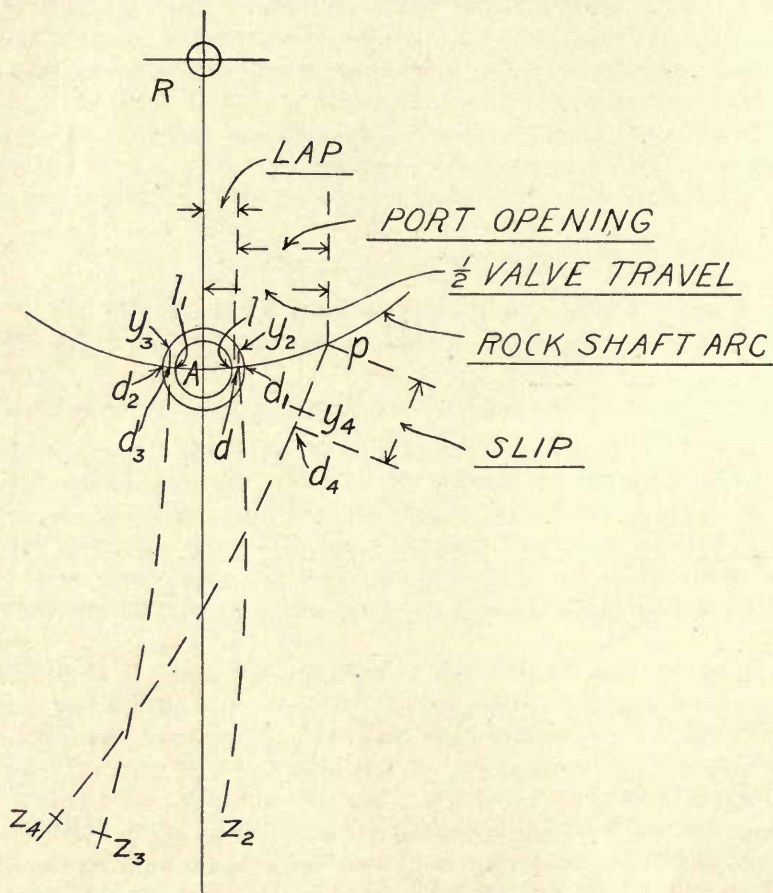 R
LAP
PORT OPENING
½ VALVE TRAVEL
ROCK SHAFT ARC
l₁
l
y₃
y₂
A
p
d₂
d₁
d₃
d
y₄
d₄
SLIP
z₄
z₃
z₂